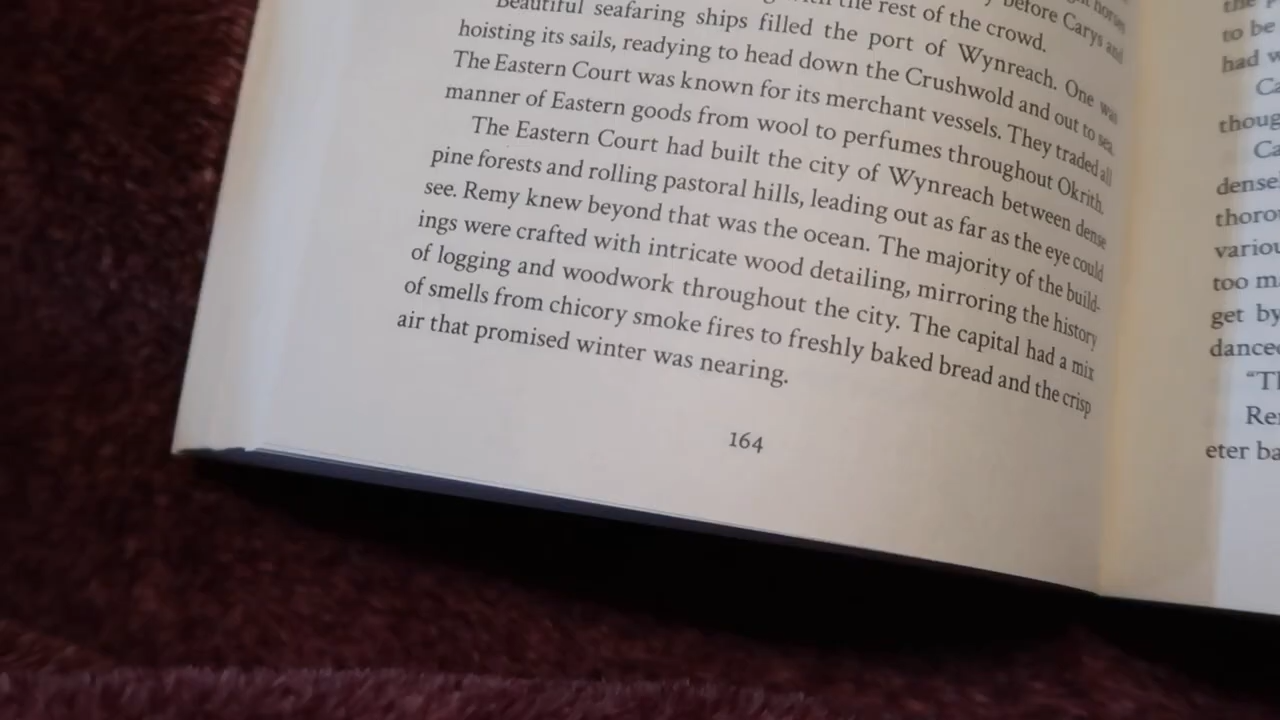 before Carys and
the rest of the crowd.
Beautiful seafaring ships filled the port of Wynreach. One was
hoisting its sails, readying to head down the Crushwold and out to sea.
The Eastern Court was known for its merchant vessels. They traded all
manner of Eastern goods from wool to perfumes throughout Okrith.
The Eastern Court had built the city of Wynreach between dense
pine forests and rolling pastoral hills, leading out as far as the eye could
see. Remy knew beyond that was the ocean. The majority of the build-
ings were crafted with intricate wood detailing, mirroring the history
of logging and woodwork throughout the city. The capital had a mix
of smells from chicory smoke fires to freshly baked bread and the crisp
air that promised winter was nearing.
164
the
to be
had
Ca
thoug
Ca
dense
thoro
variou
too m
get by
danced
"Th
Re
eter ba